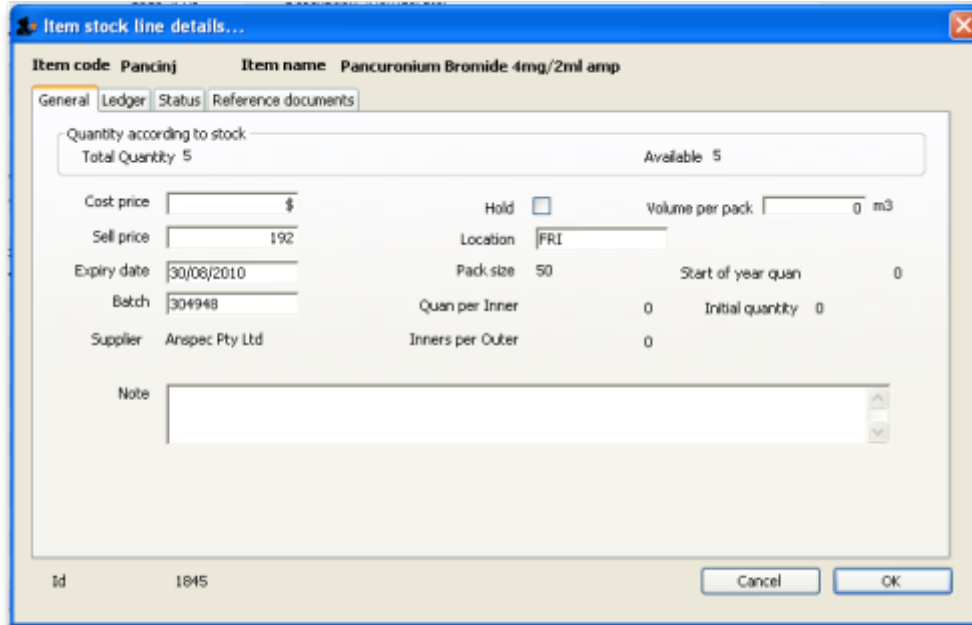 Item stock line details...
Item code Pancinj Item name Pancuronium Bromide 4mg/2ml amp
General Ledger Status Reference documents
Quantity according to stock
Total Quantity 5 Available 5
Cost price $ Hold Volume per pack 0 m3
Sell price 192 Location FRI
Expiry date 30/08/2010 Pack size 50 Start of year quan 0
Batch 304948 Quan per Inner 0 Initial quantity 0
Supplier Anspec Pty Ltd Inners per Outer 0
Note
Id 1845 Cancel OK